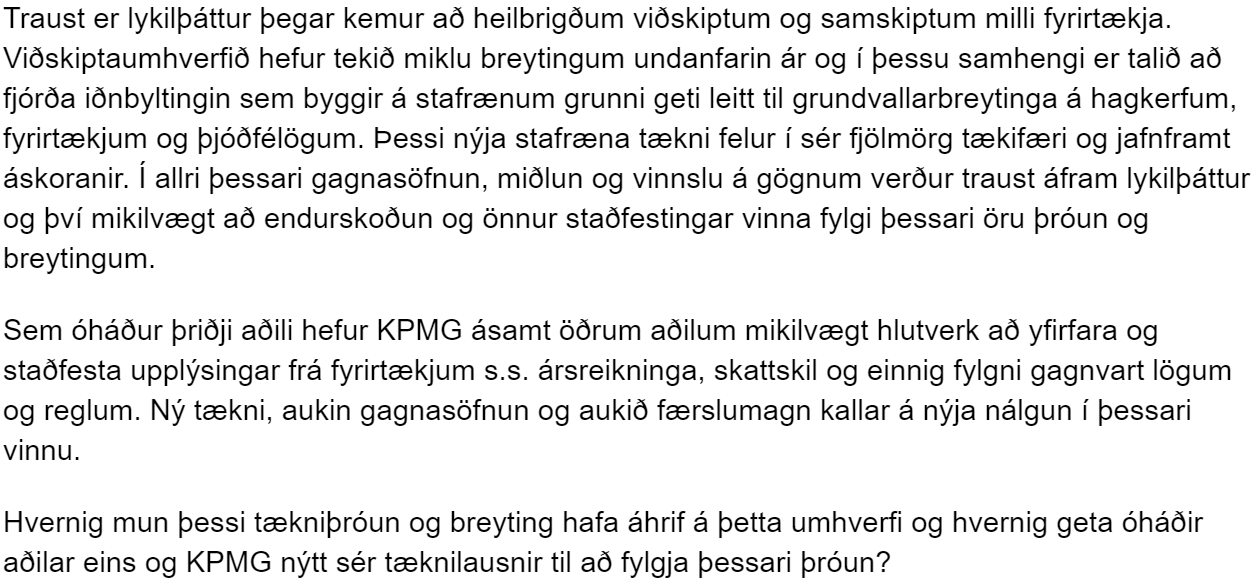 Traust er lykilþáttur þegar kemur að heilbrigðum viðskiptum og samskiptum milli fyrirtækja.
Viðskiptaumhverfið hefur tekið miklu breytingum undanfarin ár og í þessu samhengi er talið að
fjórða iðnbyltingin sem byggir á stafrænum grunni geti leitt til grundvallarbreytinga á hagkerfum,
fyrirtækjum og þjóðfélögum. Þessi nýja stafræna tækni felur í sér fjölmörg tækifæri og jafnframt
áskoranir. Í allri þessari gagnasöfnun, miðlun og vinnslu á gögnum verður traust áfram lykilþáttur
og því mikilvægt að endurskoðun og önnur staðfestingar vinna fylgi þessari öru þróun og
breytingum.
Sem óháður þriðji aðili hefur KPMG ásamt öðrum aðilum mikilvægt hlutverk að yfirfara og
staðfesta upplýsingar frá fyrirtækjum s.s. ársreikninga, skattskil og einnig fylgni gagnvart lögum
og reglum. Ný tækni, aukin gagnasöfnun og aukið færslumagn kallar á nýja nálgun í þessari
vinnu.
Hvernig mun þessi tækniþróun og breyting hafa áhrif á þetta umhverfi og hvernig geta óháðir
aðilar eins og KPMG nýtt sér tæknilausnir til að fylgja þessari þróun?